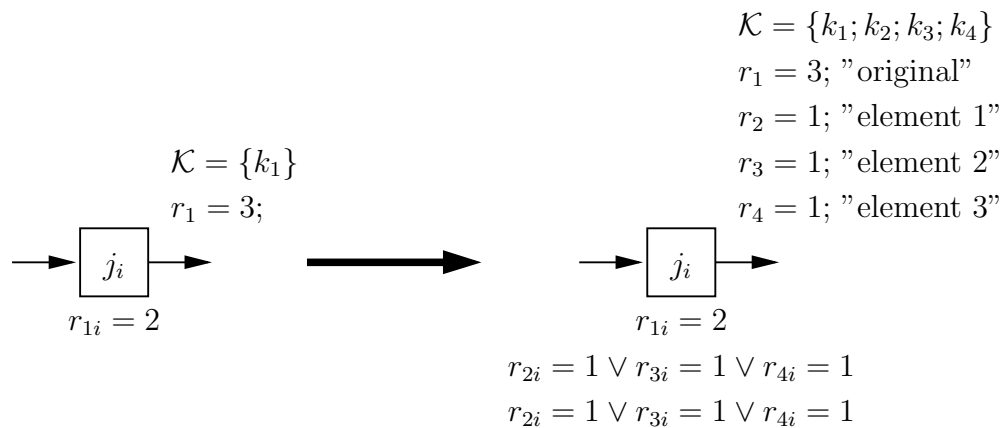 𝒦 = {k₁; k₂; k₃; k₄}
r₁ = 3; ”original”
r₂ = 1; ”element 1”
r₃ = 1; ”element 2”
r₄ = 1; ”element 3”
𝒦 = {k₁}
r₁ = 3;
jᵢ
r₁ᵢ = 2
jᵢ
r₁ᵢ = 2
r₂ᵢ = 1 ∨ r₃ᵢ = 1 ∨ r₄ᵢ = 1
r₂ᵢ = 1 ∨ r₃ᵢ = 1 ∨ r₄ᵢ = 1